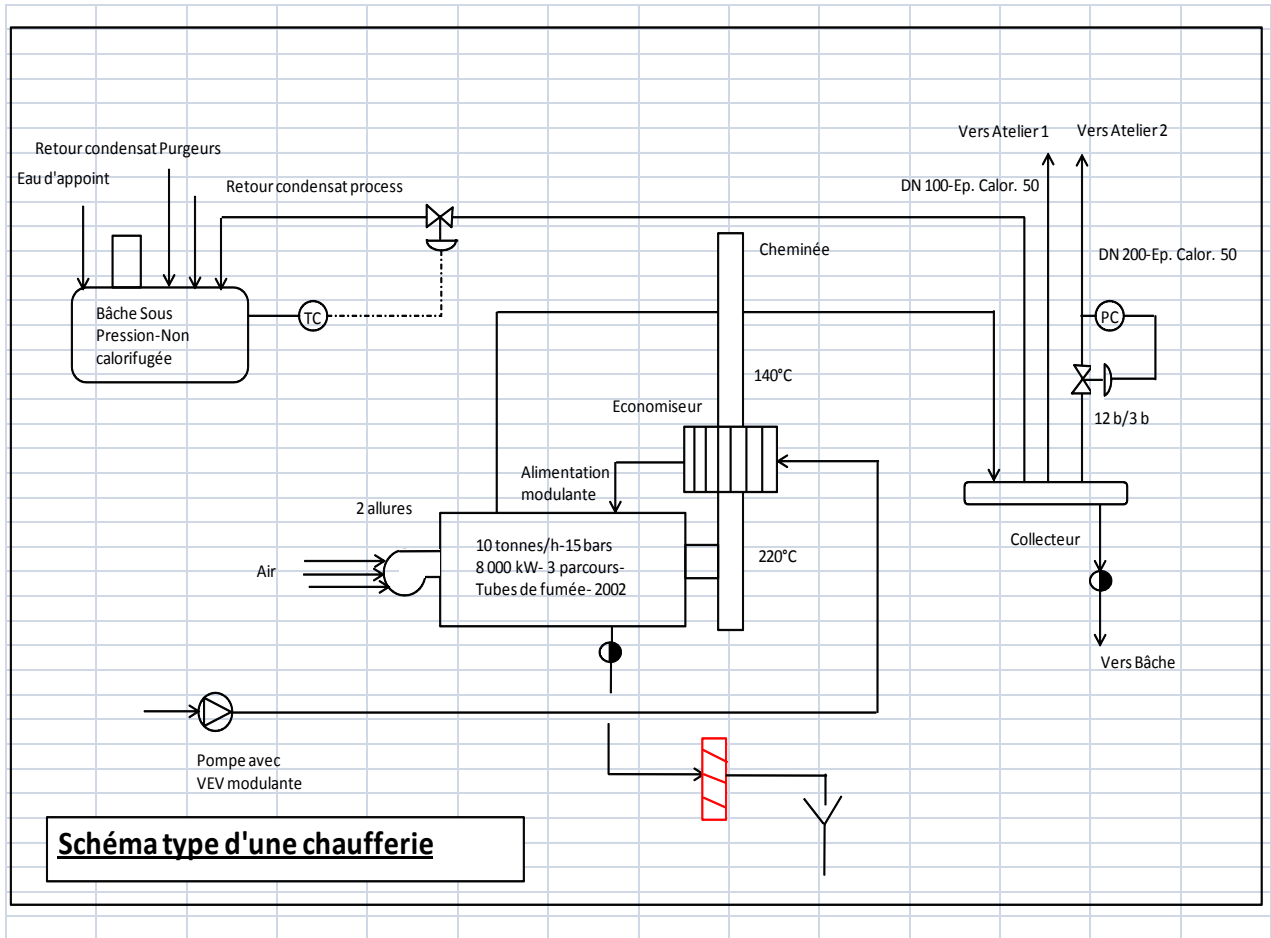 Vers Atelier 1
Vers Atelier 2
Retour condensat Purgeurs
Eau d'appoint
Retour condensat process
DN 100-Ep. Calor. 50
Cheminée
DN 200-Ep. Calor. 50
Bâche Sous
Pression-Non
calorifugée
TC
PC
140°C
Economiseur
12 b/3 b
Alimentation
modulante
2 allures
10 tonnes/h-15 bars
8 000 kW- 3 parcours-
Tubes de fumée- 2002
220°C
Collecteur
Air
Vers Bâche
Pompe avec
VEV modulante
Schéma type d'une chaufferie